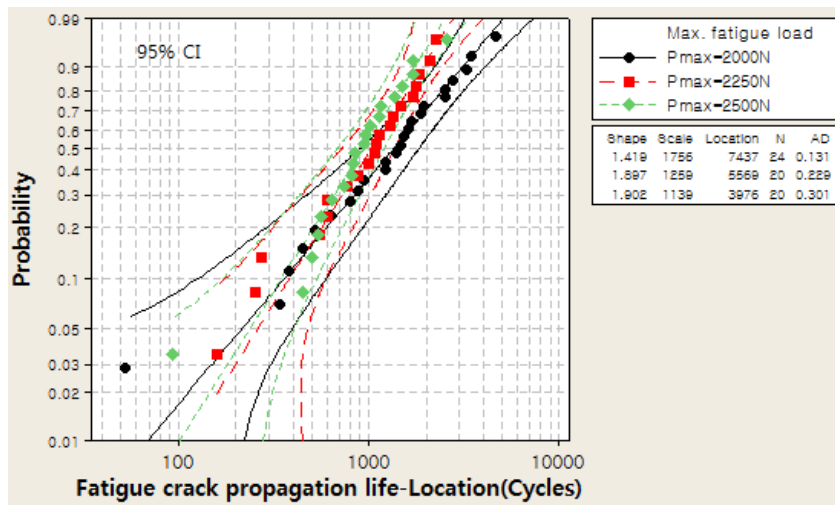 95% CI
Max. fatigue load
Pmax-2000N
Pmax-2250N
Pmax-2500N
Shape Scale Location N AD
1.419 1756 7437 24 0.131
1.897 1259 5569 20 0.229
1.902 1139 3976 20 0.301
Probability
0.99
0.9
0.8
0.7
0.6
0.5
0.4
0.3
0.2
0.1
0.05
0.03
0.02
0.01
100 1000 10000
Fatigue crack propagation life-Location(Cycles)